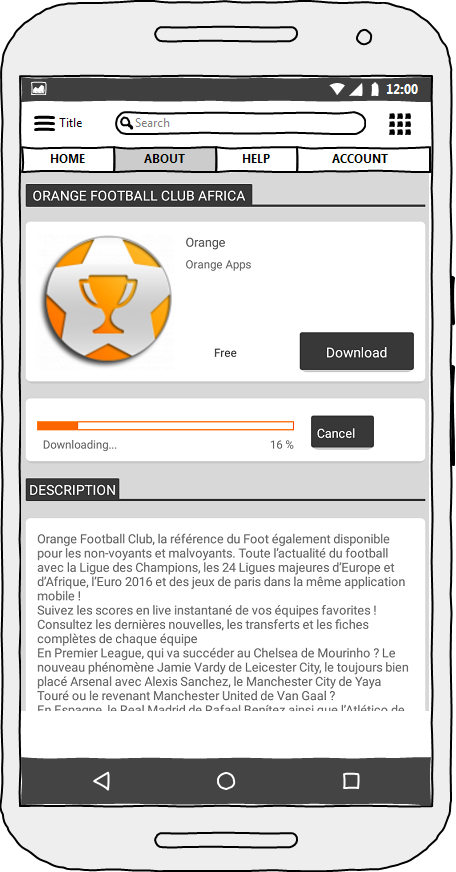 12:00
Title
Search
HOME ABOUT HELP ACCOUNT
ORANGE FOOTBALL CLUB AFRICA
Orange
Orange Apps
Free
Download
Downloading...
16 %
Cancel
DESCRIPTION
Orange Football Club, la référence du Foot également disponible
pour les non-voyants et malvoyants. Toute l’actualité du football
avec la Ligue des Champions, les 24 Ligues majeures d’Europe et
d’Afrique, l’Euro 2016 et des jeux de paris dans la même application
mobile !
Suivez les scores en live instantané de vos équipes favorites !
Consultez les dernières nouvelles, les transferts et les fiches
complètes de chaque équipe
En Premier League, qui va succéder au Chelsea de Mourinho ? Le
nouveau phénomène Jamie Vardy de Leicester City, le toujours bien
placé Arsenal avec Alexis Sanchez, le Manchester City de Yaya
Touré ou le revenant Manchester United de Van Gaal ?
En Espagne, le Real Madrid de Rafael Benítez ainsi que l’Atlético de